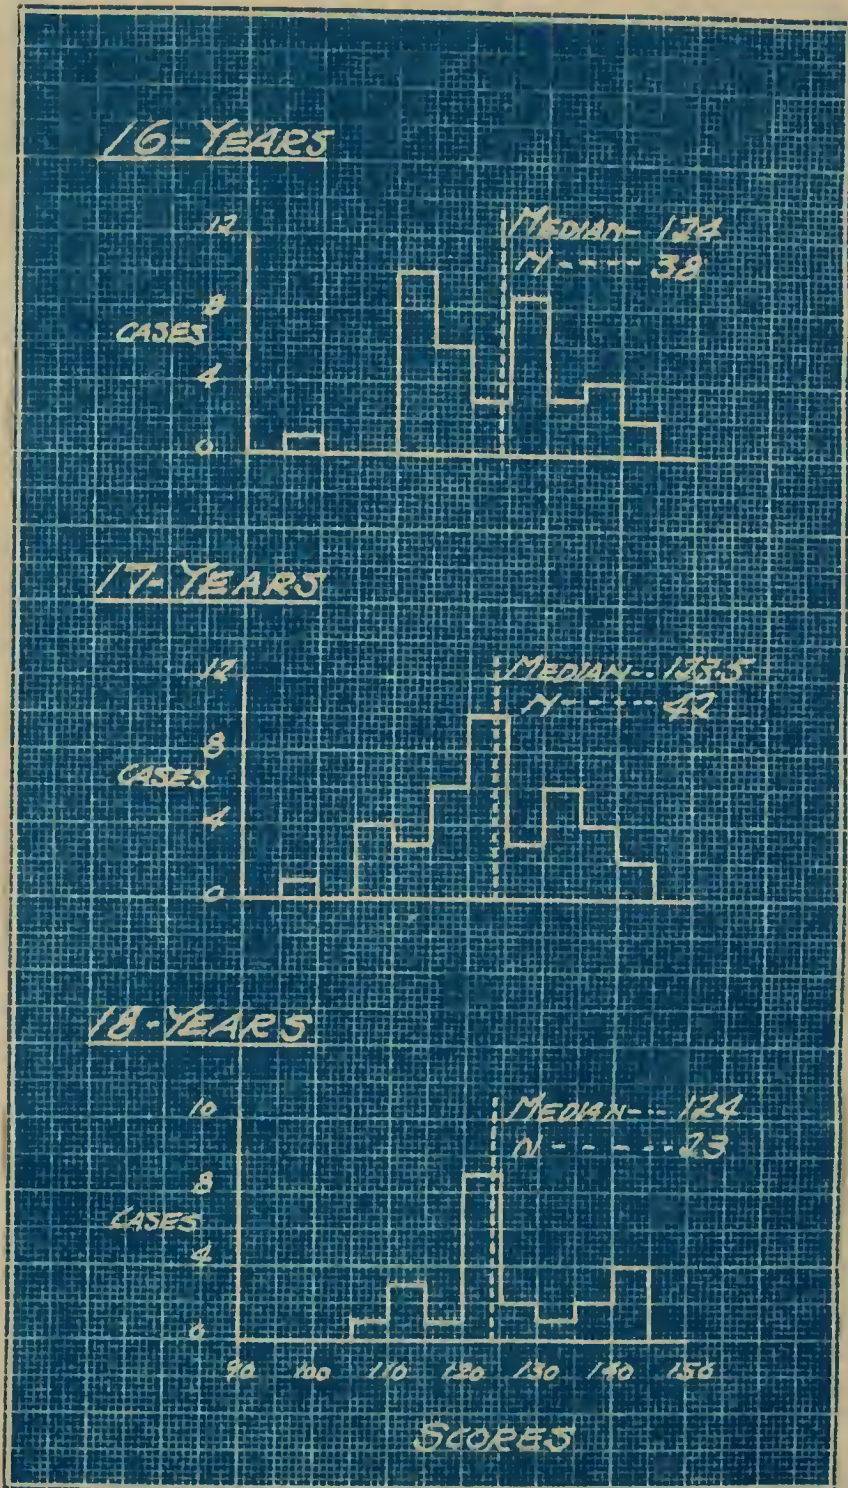 16-YEARS
12
MEDIAN- 124
N ---- 38
8
CASES
4
0
17-YEARS
12
MEDIAN-- 123.5
N ----- 42
8
CASES
4
0
18-YEARS
10
MEDIAN--- 124
N ----- 23
8
CASES
4
0
90 100 110 120 130 140 150
SCORES